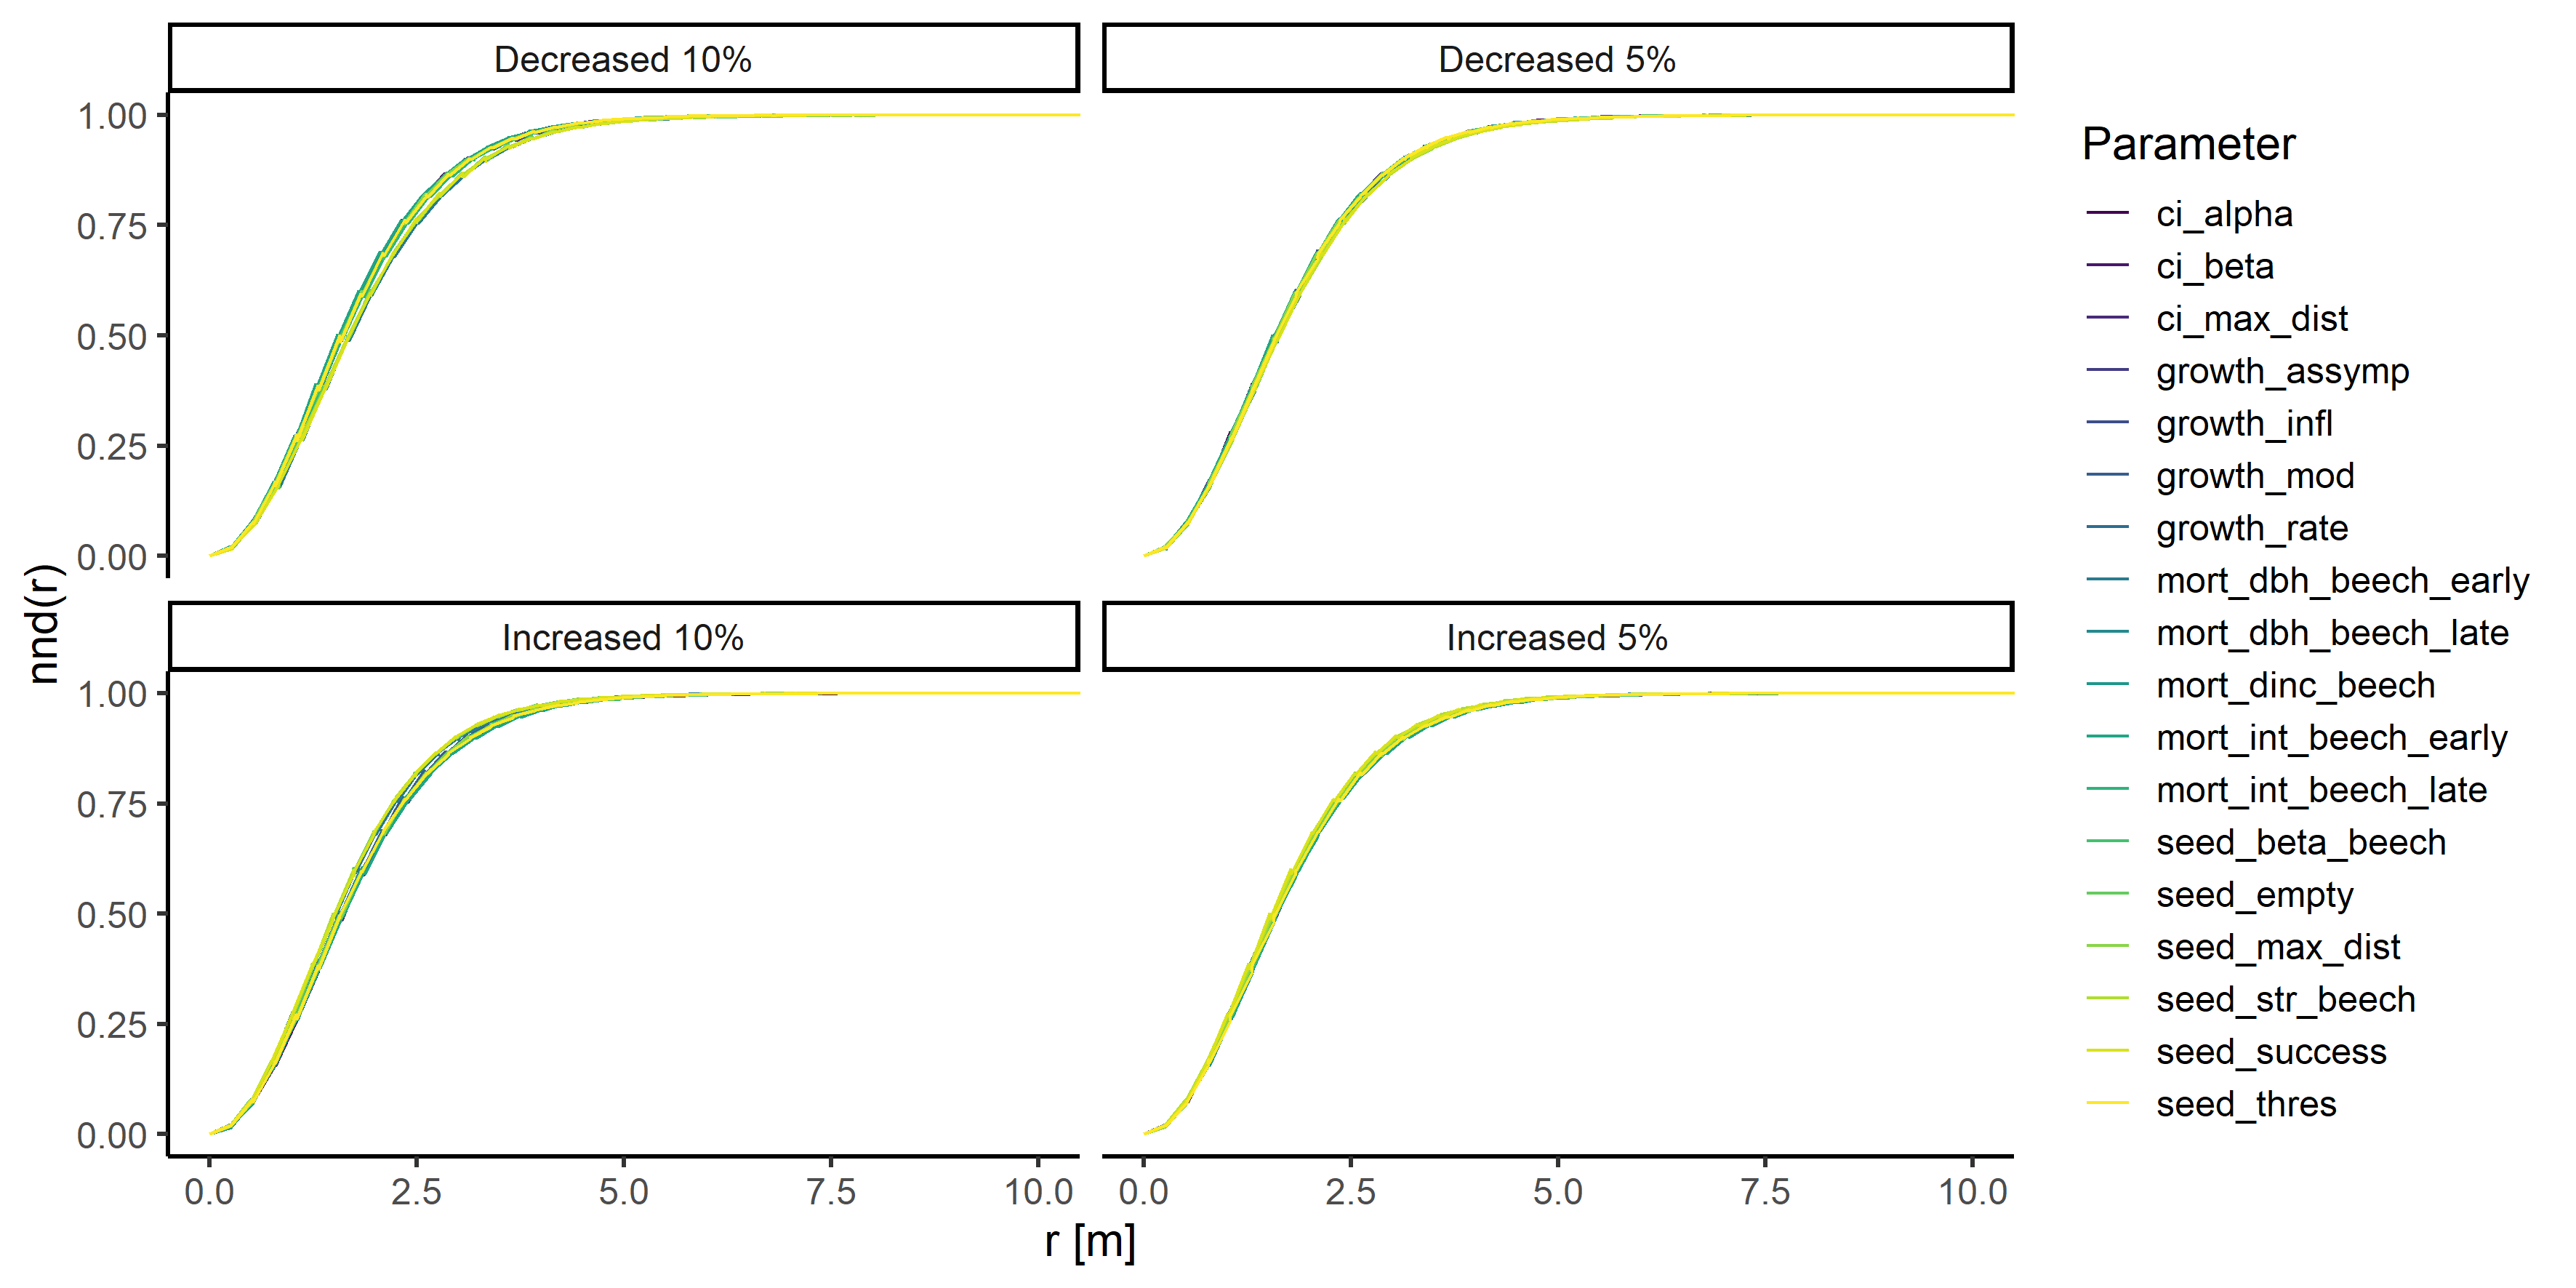 Decreased 10%
Decreased 5%
1.00
0.75
0.50
0.25
0.00
Increased 10%
Increased 5%
1.00
0.75
0.50
0.25
0.00
0.0 2.5 5.0 7.5 10.0
0.0 2.5 5.0 7.5 10.0
r [m]
nnd(r)
Parameter
ci_alpha
ci_beta
ci_max_dist
growth_assymp
growth_infl
growth_mod
growth_rate
mort_dbh_beech_early
mort_dbh_beech_late
mort_dinc_beech
mort_int_beech_early
mort_int_beech_late
seed_beta_beech
seed_empty
seed_max_dist
seed_str_beech
seed_success
seed_thres